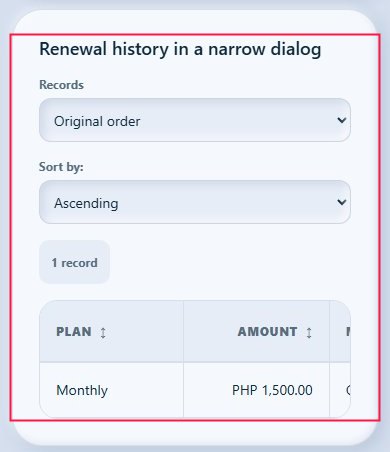 Renewal history in a narrow dialog
Records
Original order
Sort by:
Ascending
1 record
PLAN ↕ AMOUNT ↕
Monthly PHP 1,500.00